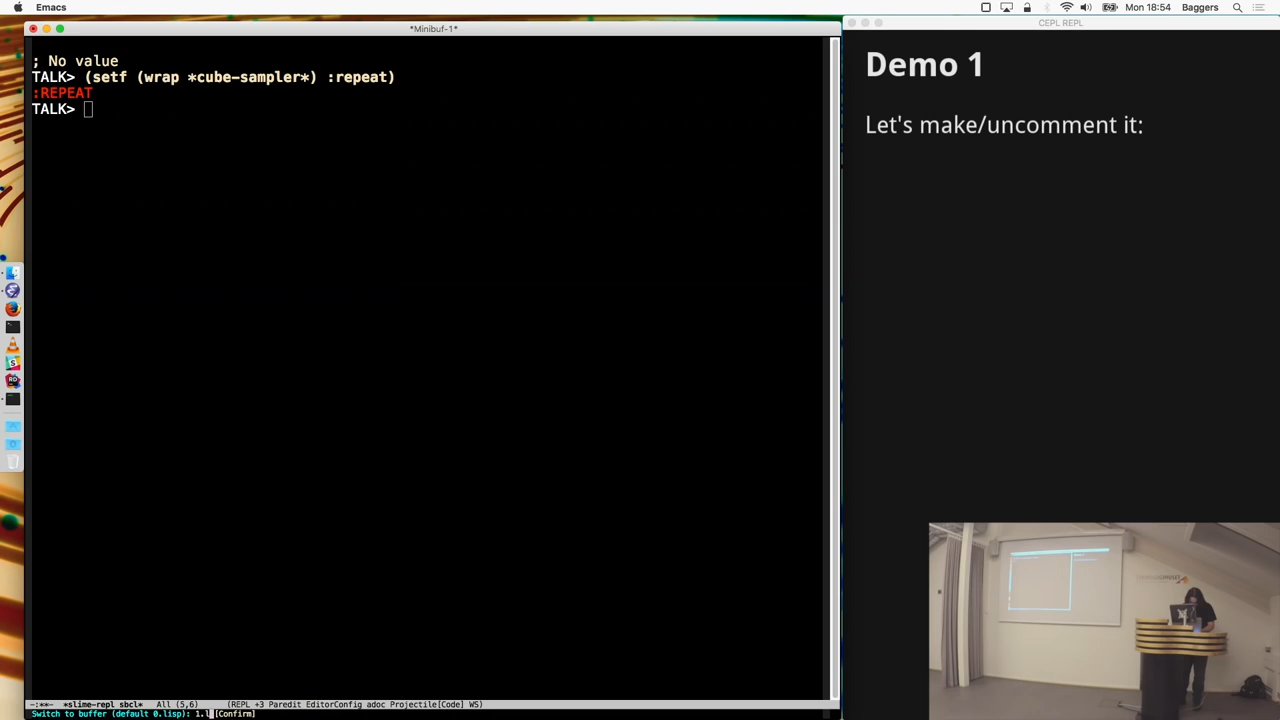 Emacs
Mon 18:54
Baggers
*Minibuf-1*
CEPL REPL
; No value
TALK> (setf (wrap *cube-sampler*) :repeat)
:REPEAT
TALK>
Demo 1
Let's make/uncomment it:
-:**- *slime-repl sbcl* All (5,6) (REPL +3 Paredit EditorConfig adoc Projectile[Code] WS)
Switch to buffer (default 0.lisp): 1.l[Confirm]